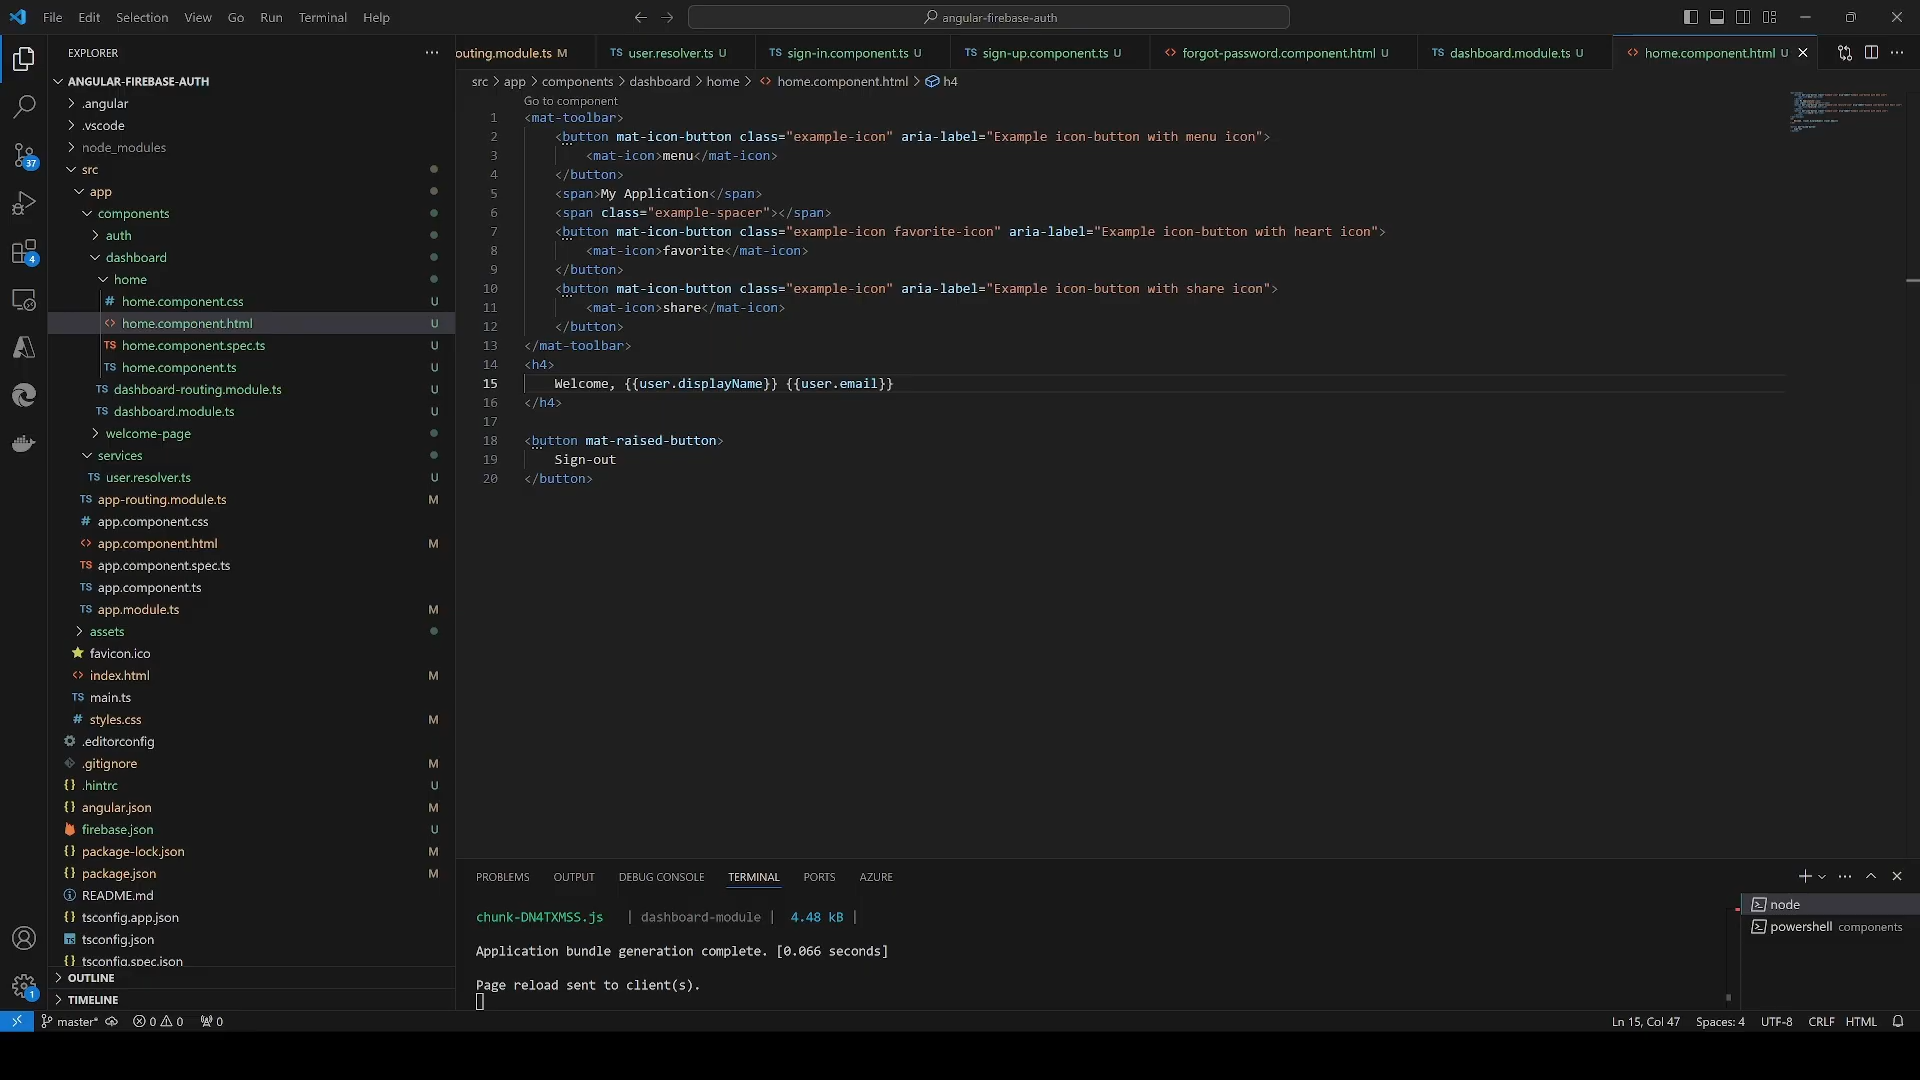 File Edit Selection View Go Run Terminal Help
angular-firebase-auth
EXPLORER
ANGULAR-FIREBASE-AUTH
.angular
.vscode
node_modules
src
app
components
auth
dashboard
home
home.component.css U
home.component.html U
home.component.spec.ts U
home.component.ts U
dashboard-routing.module.ts U
dashboard.module.ts U
welcome-page
services
user.resolver.ts U
app-routing.module.ts M
app.component.css
app.component.html M
app.component.spec.ts
app.component.ts
app.module.ts M
assets
favicon.ico
index.html M
main.ts
styles.css M
.editorconfig
.gitignore M
.hintrc U
angular.json M
firebase.json U
package-lock.json M
package.json M
README.md
tsconfig.app.json
tsconfig.json
tsconfig.spec.json
OUTLINE
TIMELINE
37
4
1
outing.module.ts M TS user.resolver.ts U TS sign-in.component.ts U TS sign-up.component.ts U forgot-password.component.html U TS dashboard.module.ts U home.component.html U
src > app > components > dashboard > home > home.component.html > h4
Go to component
1 <mat-toolbar>
2 <button mat-icon-button class="example-icon" aria-label="Example icon-button with menu icon">
3 <mat-icon>menu</mat-icon>
4 </button>
5 <span>My Application</span>
6 <span class="example-spacer"></span>
7 <button mat-icon-button class="example-icon favorite-icon" aria-label="Example icon-button with heart icon">
8 <mat-icon>favorite</mat-icon>
9 </button>
10 <button mat-icon-button class="example-icon" aria-label="Example icon-button with share icon">
11 <mat-icon>share</mat-icon>
12 </button>
13 </mat-toolbar>
14 <h4>
15 Welcome, {{user.displayName}} {{user.email}}
16 </h4>
17
18 <button mat-raised-button>
19 Sign-out
20 </button>
PROBLEMS OUTPUT DEBUG CONSOLE TERMINAL PORTS AZURE
chunk-DN4TXMSS.js | dashboard-module | 4.48 kB |
Application bundle generation complete. [0.066 seconds]
Page reload sent to client(s).
node
powershell components
master* 0 0 0
Ln 15, Col 47 Spaces: 4 UTF-8 CRLF HTML